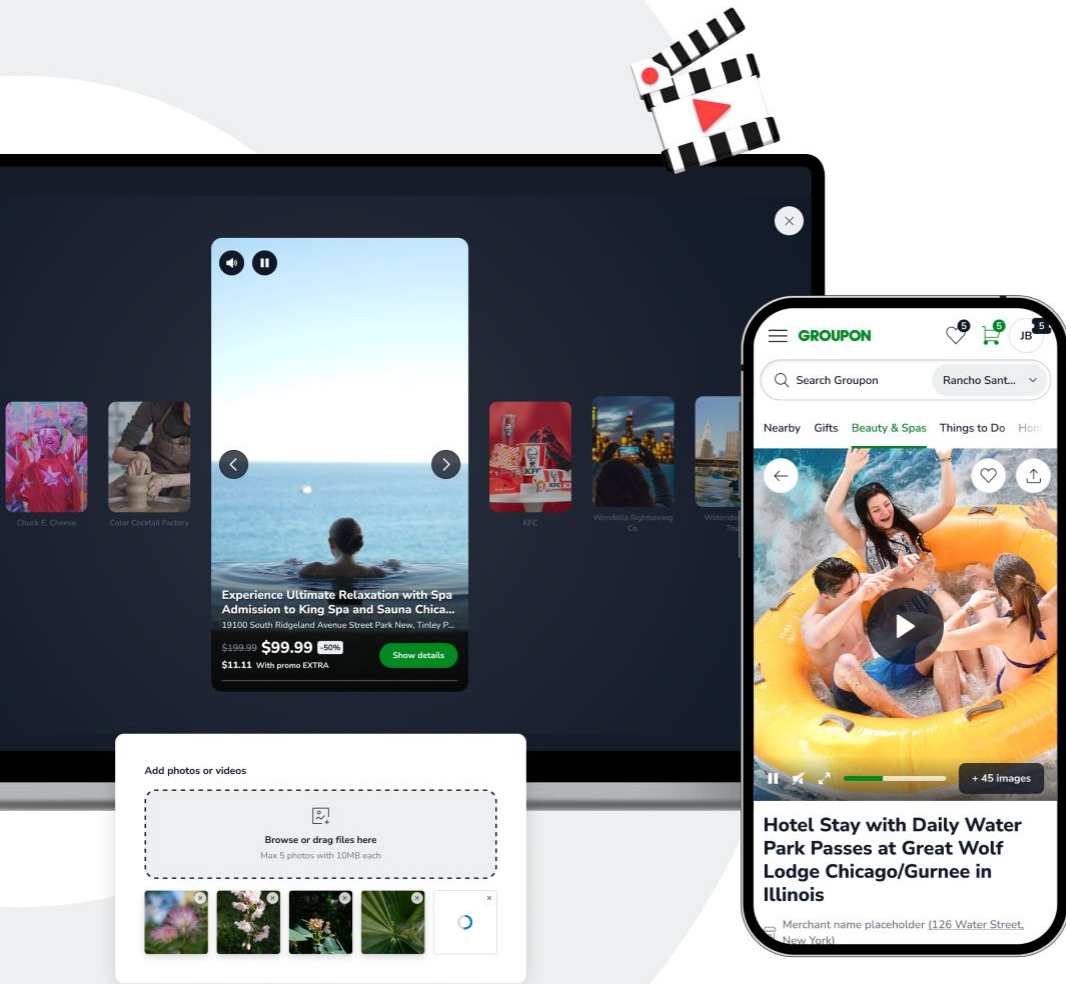 Chuck E. Cheese
Color Cocktail Factory
Experience Ultimate Relaxation with Spa
Admission to King Spa and Sauna Chica...
19100 South Ridgeland Avenue Street Park New, Tinley P...
$199.99 $99.99 -50%
$11.11 With promo EXTRA
Show details
KFC
KFC
Wendella Sightseeing
Co.
Add photos or videos
Browse or drag files here
Max 5 photos with 10MB each
GROUPON
5
5
JB
5
Search Groupon
Rancho Sant...
Nearby Gifts Beauty & Spas Things to Do Hom
+ 45 images
Hotel Stay with Daily Water
Park Passes at Great Wolf
Lodge Chicago/Gurnee in
Illinois
Merchant name placeholder (126 Water Street,
New York)